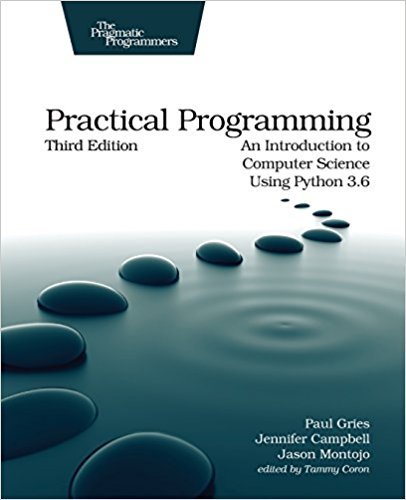 The
Pragmatic
Programmers
Practical Programming
Third Edition
An Introduction to
Computer Science
Using Python 3.6
Paul Gries
Jennifer Campbell
Jason Montojo
edited by Tammy Coron